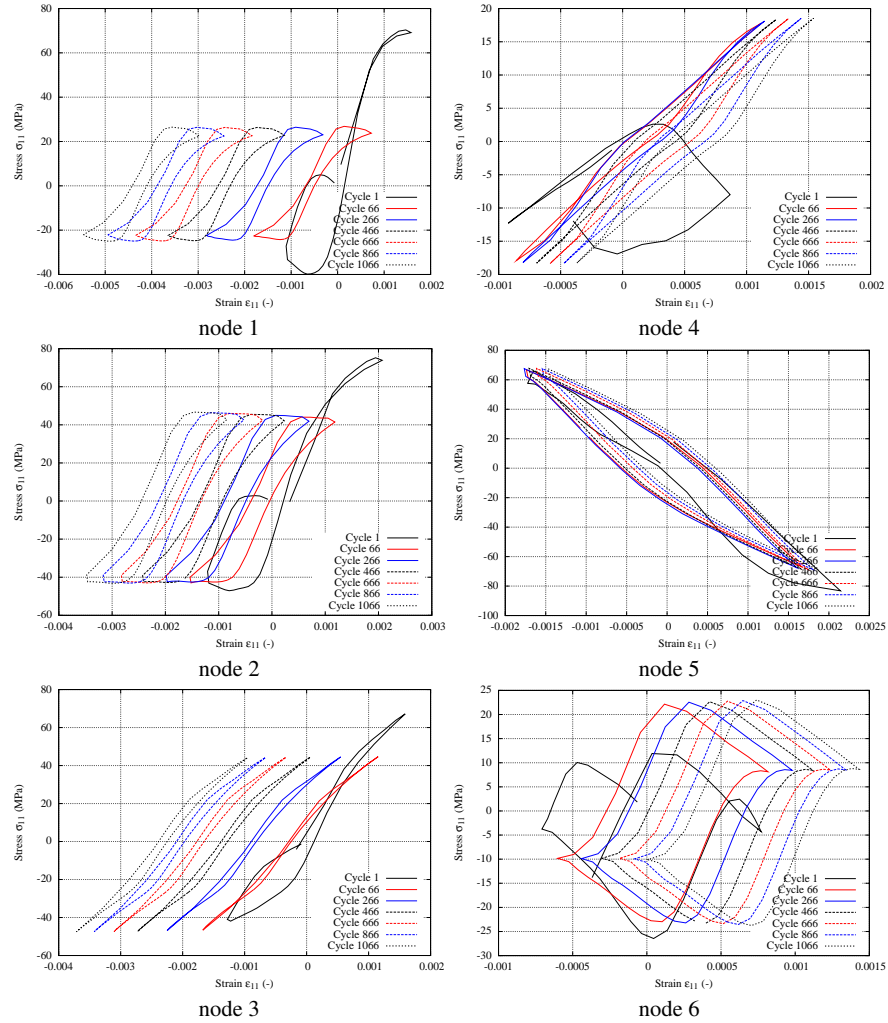 80
60
40
20
0
-20
-40
-0.006
-0.005
-0.004
-0.003
-0.002
-0.001
0
0.001
0.002
Stress σ11 (MPa)
Strain ε11 (-)
Cycle 1
Cycle 66
Cycle 266
Cycle 466
Cycle 666
Cycle 866
Cycle 1066
node 1
20
15
10
5
0
-5
-10
-15
-20
-0.001
-0.0005
0
0.0005
0.001
0.0015
0.002
Stress σ11 (MPa)
Strain ε11 (-)
Cycle 1
Cycle 66
Cycle 266
Cycle 466
Cycle 666
Cycle 866
Cycle 1066
node 4
80
60
40
20
0
-20
-40
-60
-0.004
-0.003
-0.002
-0.001
0
0.001
0.002
0.003
Stress σ11 (MPa)
Strain ε11 (-)
Cycle 1
Cycle 66
Cycle 266
Cycle 466
Cycle 666
Cycle 866
Cycle 1066
node 2
80
60
40
20
0
-20
-40
-60
-80
-100
-0.002
-0.0015
-0.001
-0.0005
0
0.0005
0.001
0.0015
0.002
0.0025
Stress σ11 (MPa)
Strain ε11 (-)
Cycle 1
Cycle 66
Cycle 266
Cycle 466
Cycle 666
Cycle 866
Cycle 1066
node 5
80
60
40
20
0
-20
-40
-60
-0.004
-0.003
-0.002
-0.001
0
0.001
0.002
Stress σ11 (MPa)
Strain ε11 (-)
Cycle 1
Cycle 66
Cycle 266
Cycle 466
Cycle 666
Cycle 866
Cycle 1066
node 3
25
20
15
10
5
0
-5
-10
-15
-20
-25
-30
-0.001
-0.0005
0
0.0005
0.001
0.0015
Stress σ11 (MPa)
Strain ε11 (-)
Cycle 1
Cycle 66
Cycle 266
Cycle 466
Cycle 666
Cycle 866
Cycle 1066
node 6